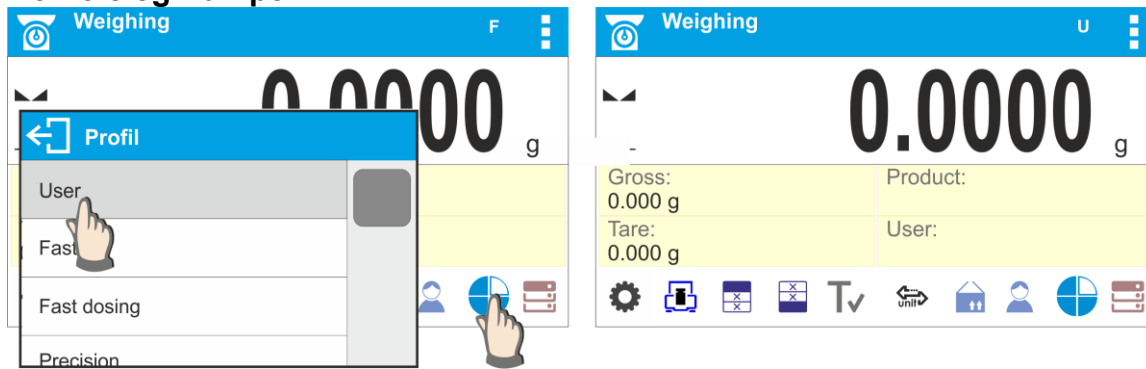 Weighing
F
0.0000
g
Profil
User
Fast
Fast dosing
Precision
Weighing
U
0.0000
g
Gross:
0.000 g
Product:
Tare:
0.000 g
User:
unit